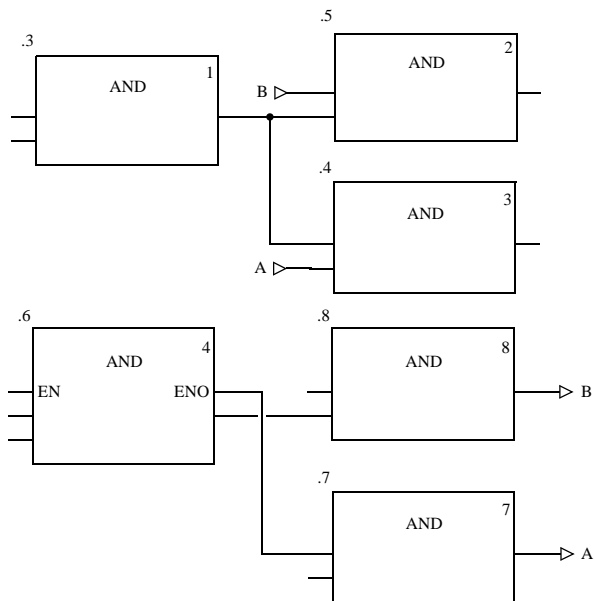 .3
AND
1
.5
AND
2
B
.4
AND
3
A
.6
AND
4
EN
ENO
.8
AND
8
B
.7
AND
7
A